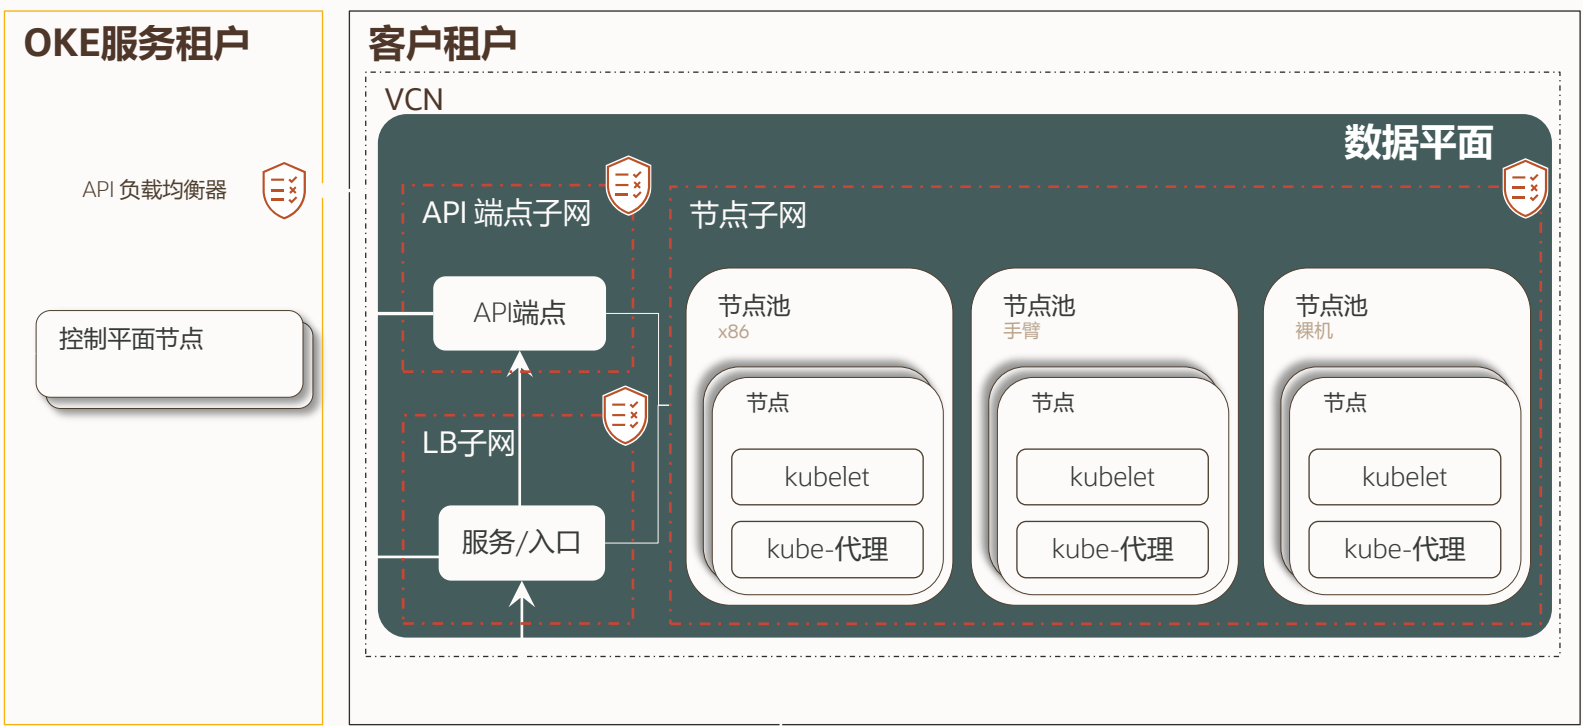 OKE服务租户
API 负载均衡器
控制平面节点
客户租户
VCN
数据平面
API 端点子网
API端点
LB子网
服务/入口
节点子网
节点池
x86
节点
kubelet
kube-代理
节点池
手臂
节点
kubelet
kube-代理
节点池
裸机
节点
kubelet
kube-代理